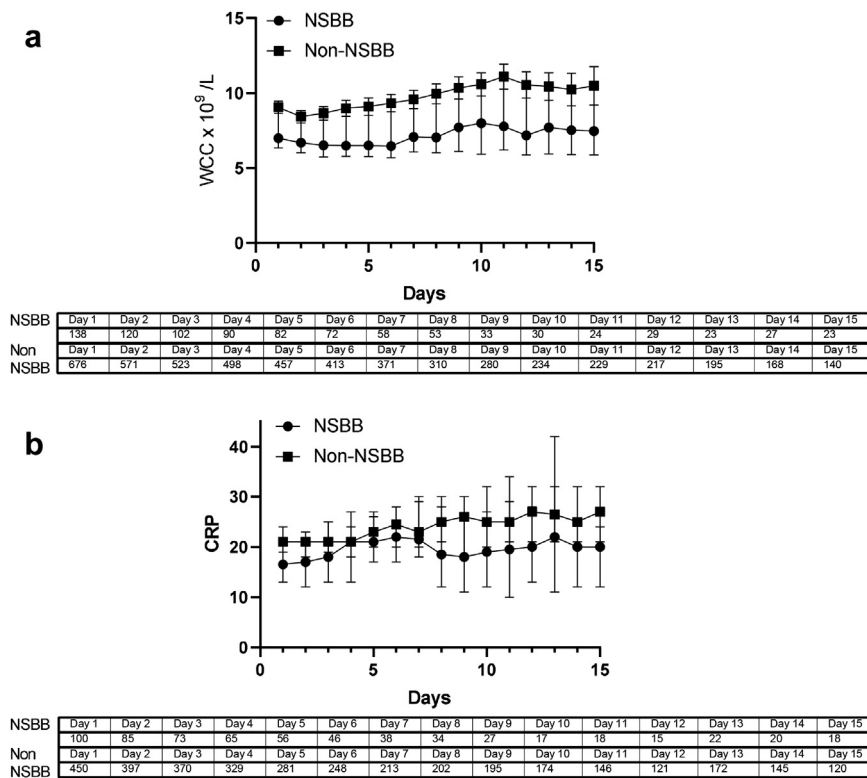 a
NSBB
Non-NSBB
15
10
5
0
WCC x 10⁹ /L
0 5 10 15
Days
NSBB Day 1 Day 2 Day 3 Day 4 Day 5 Day 6 Day 7 Day 8 Day 9 Day 10 Day 11 Day 12 Day 13 Day 14 Day 15
138 120 102 90 82 72 58 53 33 30 24 29 23 27 23
Non Day 1 Day 2 Day 3 Day 4 Day 5 Day 6 Day 7 Day 8 Day 9 Day 10 Day 11 Day 12 Day 13 Day 14 Day 15
NSBB 676 571 523 498 457 413 371 310 280 234 229 217 195 168 140
b
NSBB
Non-NSBB
40
30
20
10
0
CRP
0 5 10 15
Days
NSBB Day 1 Day 2 Day 3 Day 4 Day 5 Day 6 Day 7 Day 8 Day 9 Day 10 Day 11 Day 12 Day 13 Day 14 Day 15
100 85 73 65 56 46 38 34 27 17 18 15 22 20 18
Non Day 1 Day 2 Day 3 Day 4 Day 5 Day 6 Day 7 Day 8 Day 9 Day 10 Day 11 Day 12 Day 13 Day 14 Day 15
NSBB 450 397 370 329 281 248 213 202 195 174 146 121 172 145 120